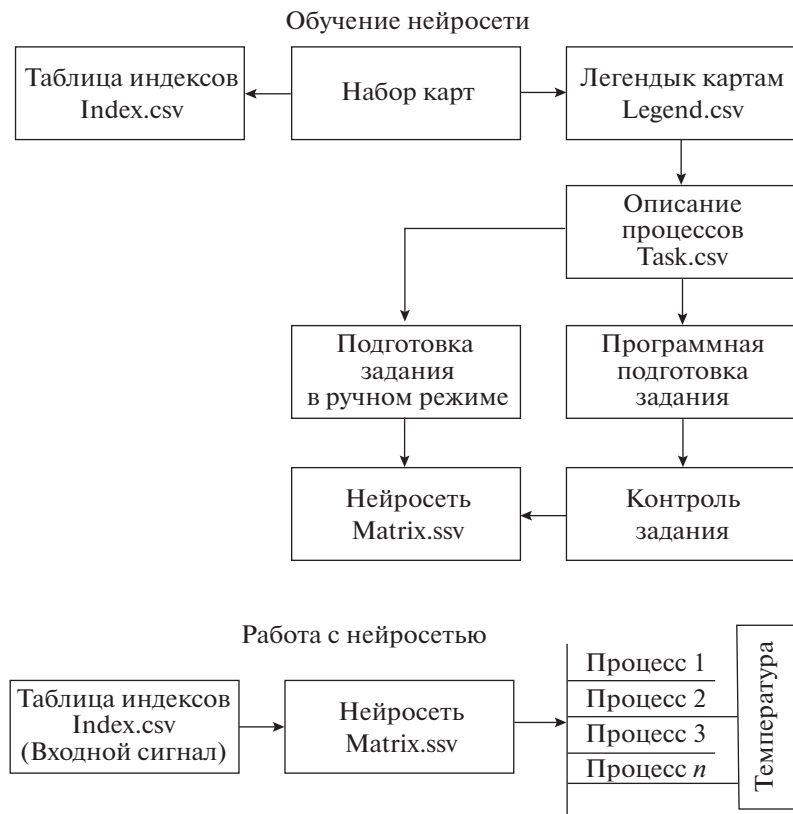 Обучение нейросети
Таблица индексов
Index.csv
Набор карт
Легендык картам
Legend.csv
Описание
процессов
Task.csv
Подготовка
задания
в ручном режиме
Программная
подготовка
задания
Нейросеть
Matrix.ssv
Контроль
задания
Работа с нейросетью
Таблица индексов
Index.csv
(Входной сигнал)
Нейросеть
Matrix.ssv
Процесс 1
Процесс 2
Процесс 3
Процесс n
Температура